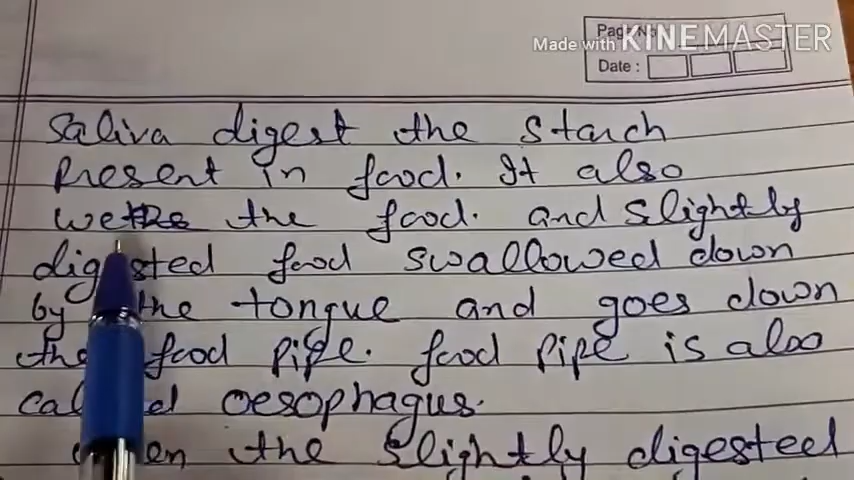 Page No.
Made with KINEMASTER
Date :
Saliva digest the starch
Present in food. It also
wets the food. and slightly
digested food swallowed down
by the tongue and goes down
the food pipe. food pipe is also
called oesophagus.
the slightly digesteed